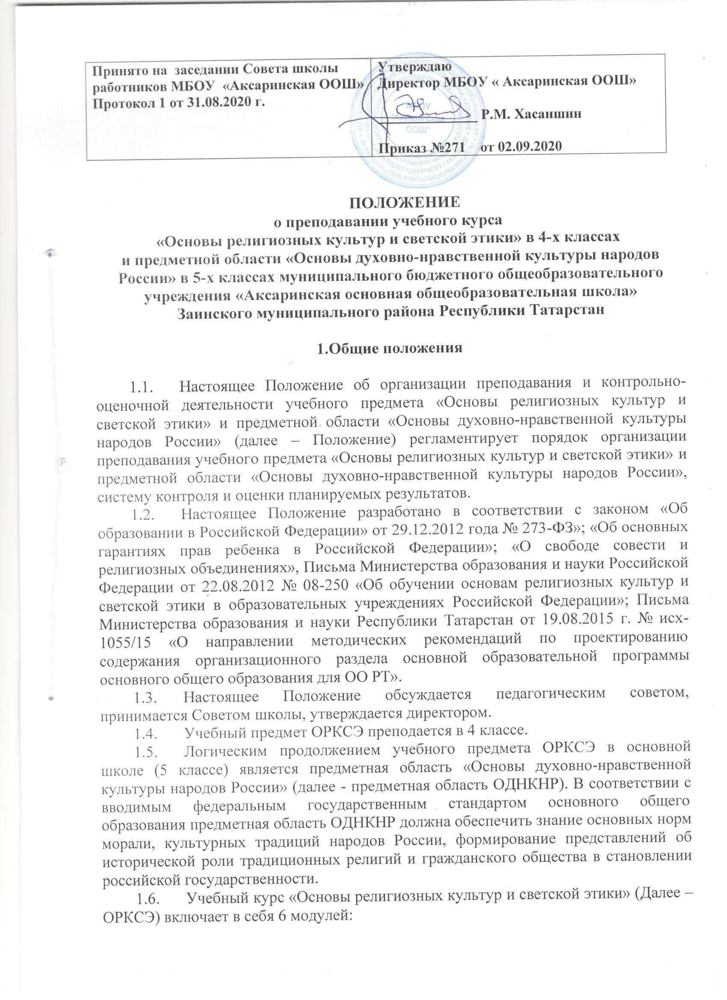 Принято на заседании Совета школы
работников МБОУ «Аксаринская ООШ»
Протокол 1 от 31.08.2020 г.
Утверждаю
Директор МБОУ « Аксаринская ООШ»
Р.М. Хасаншин
Приказ №271 от 02.09.2020
МБОУ
"Аксаринская
ООШ"
ПОЛОЖЕНИЕ
о преподавании учебного курса
«Основы религиозных культур и светской этики» в 4-х классах
и предметной области «Основы духовно-нравственной культуры народов
России» в 5-х классах муниципального бюджетного общеобразовательного
учреждения «Аксаринская основная общеобразовательная школа»
Заинского муниципального района Республики Татарстан
1.Общие положения
1.1. Настоящее Положение об организации преподавания и контрольно-
оценочной деятельности учебного предмета «Основы религиозных культур и
светской этики» и предметной области «Основы духовно-нравственной культуры
народов России» (далее – Положение) регламентирует порядок организации
преподавания учебного предмета «Основы религиозных культур и светской этики» и
предметной области «Основы духовно-нравственной культуры народов России»,
систему контроля и оценки планируемых результатов.
1.2. Настоящее Положение разработано в соответствии с законом «Об
образовании в Российской Федерации» от 29.12.2012 года № 273-ФЗ»; «Об основных
гарантиях прав ребенка в Российской Федерации»; «О свободе совести и
религиозных объединениях», Письма Министерства образования и науки Российской
Федерации от 22.08.2012 № 08-250 «Об обучении основам религиозных культур и
светской этики в образовательных учреждениях Российской Федерации»; Письма
Министерства образования и науки Республики Татарстан от 19.08.2015 г. № исх-
1055/15 «О направлении методических рекомендаций по проектированию
содержания организационного раздела основной образовательной программы
основного общего образования для ОО РТ».
1.3. Настоящее Положение обсуждается педагогическим советом,
принимается Советом школы, утверждается директором.
1.4. Учебный предмет ОРКСЭ преподается в 4 классе.
1.5. Логическим продолжением учебного предмета ОРКСЭ в основной
школе (5 классе) является предметная область «Основы духовно-нравственной
культуры народов России» (далее - предметная область ОДНКНР). В соответствии с
вводимым федеральным государственным стандартом основного общего
образования предметная область ОДНКНР должна обеспечить знание основных норм
морали, культурных традиций народов России, формирование представлений об
исторической роли традиционных религий и гражданского общества в становлении
российской государственности.
1.6. Учебный курс «Основы религиозных культур и светской этики» (Далее –
ОРКСЭ) включает в себя 6 модулей: